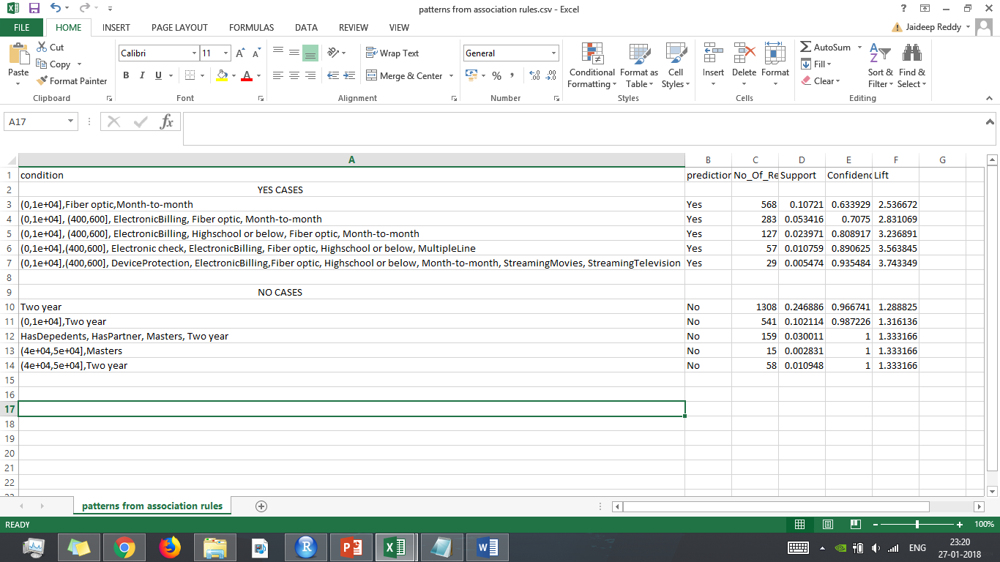 patterns from association rules.csv - Excel
?
FILE HOME INSERT PAGE LAYOUT FORMULAS DATA REVIEW VIEW Jaideep Reddy
Paste Cut Copy Format Painter Clipboard
Calibri 11 A A B I U A Font
Wrap Text Merge & Center Alignment
General % , .0 .00 Number
Conditional Formatting Format as Table Cell Styles Styles
Insert Delete Format Cells
AutoSum Fill Clear Sort & Filter Find & Select Editing
A17 fx
A B C D E F G
1 condition prediction No_Of_Re Support Confidenc Lift
2 YES CASES
3 (0,1e+04],Fiber optic,Month-to-month Yes 568 0.10721 0.633929 2.536672
4 (0,1e+04], (400,600], ElectronicBilling, Fiber optic, Month-to-month Yes 283 0.053416 0.7075 2.831069
5 (0,1e+04], (400,600], ElectronicBilling, Highschool or below, Fiber optic, Month-to-month Yes 127 0.023971 0.808917 3.236891
6 (0,1e+04],(400,600], Electronic check, ElectronicBilling, Fiber optic, Highschool or below, MultipleLine Yes 57 0.010759 0.890625 3.563845
7 (0,1e+04],(400,600], DeviceProtection, ElectronicBilling,Fiber optic, Highschool or below, Month-to-month, StreamingMovies, StreamingTelevision Yes 29 0.005474 0.935484 3.743349
8
9 NO CASES
10 Two year No 1308 0.246886 0.966741 1.288825
11 (0,1e+04],Two year No 541 0.102114 0.987226 1.316136
12 HasDepedents, HasPartner, Masters, Two year No 159 0.030011 1 1.333166
13 (4e+04,5e+04],Masters No 15 0.002831 1 1.333166
14 (4e+04,5e+04],Two year No 58 0.010948 1 1.333166
15
16
17
18
19
20
21
22
patterns from association rules
READY 100%
ENG 23:20
27-01-2018